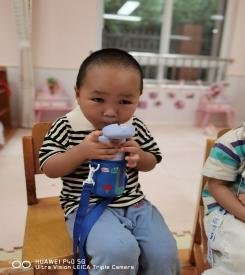 HUAWEI P40 5G
Ultra Vision LEICA Triple Camera